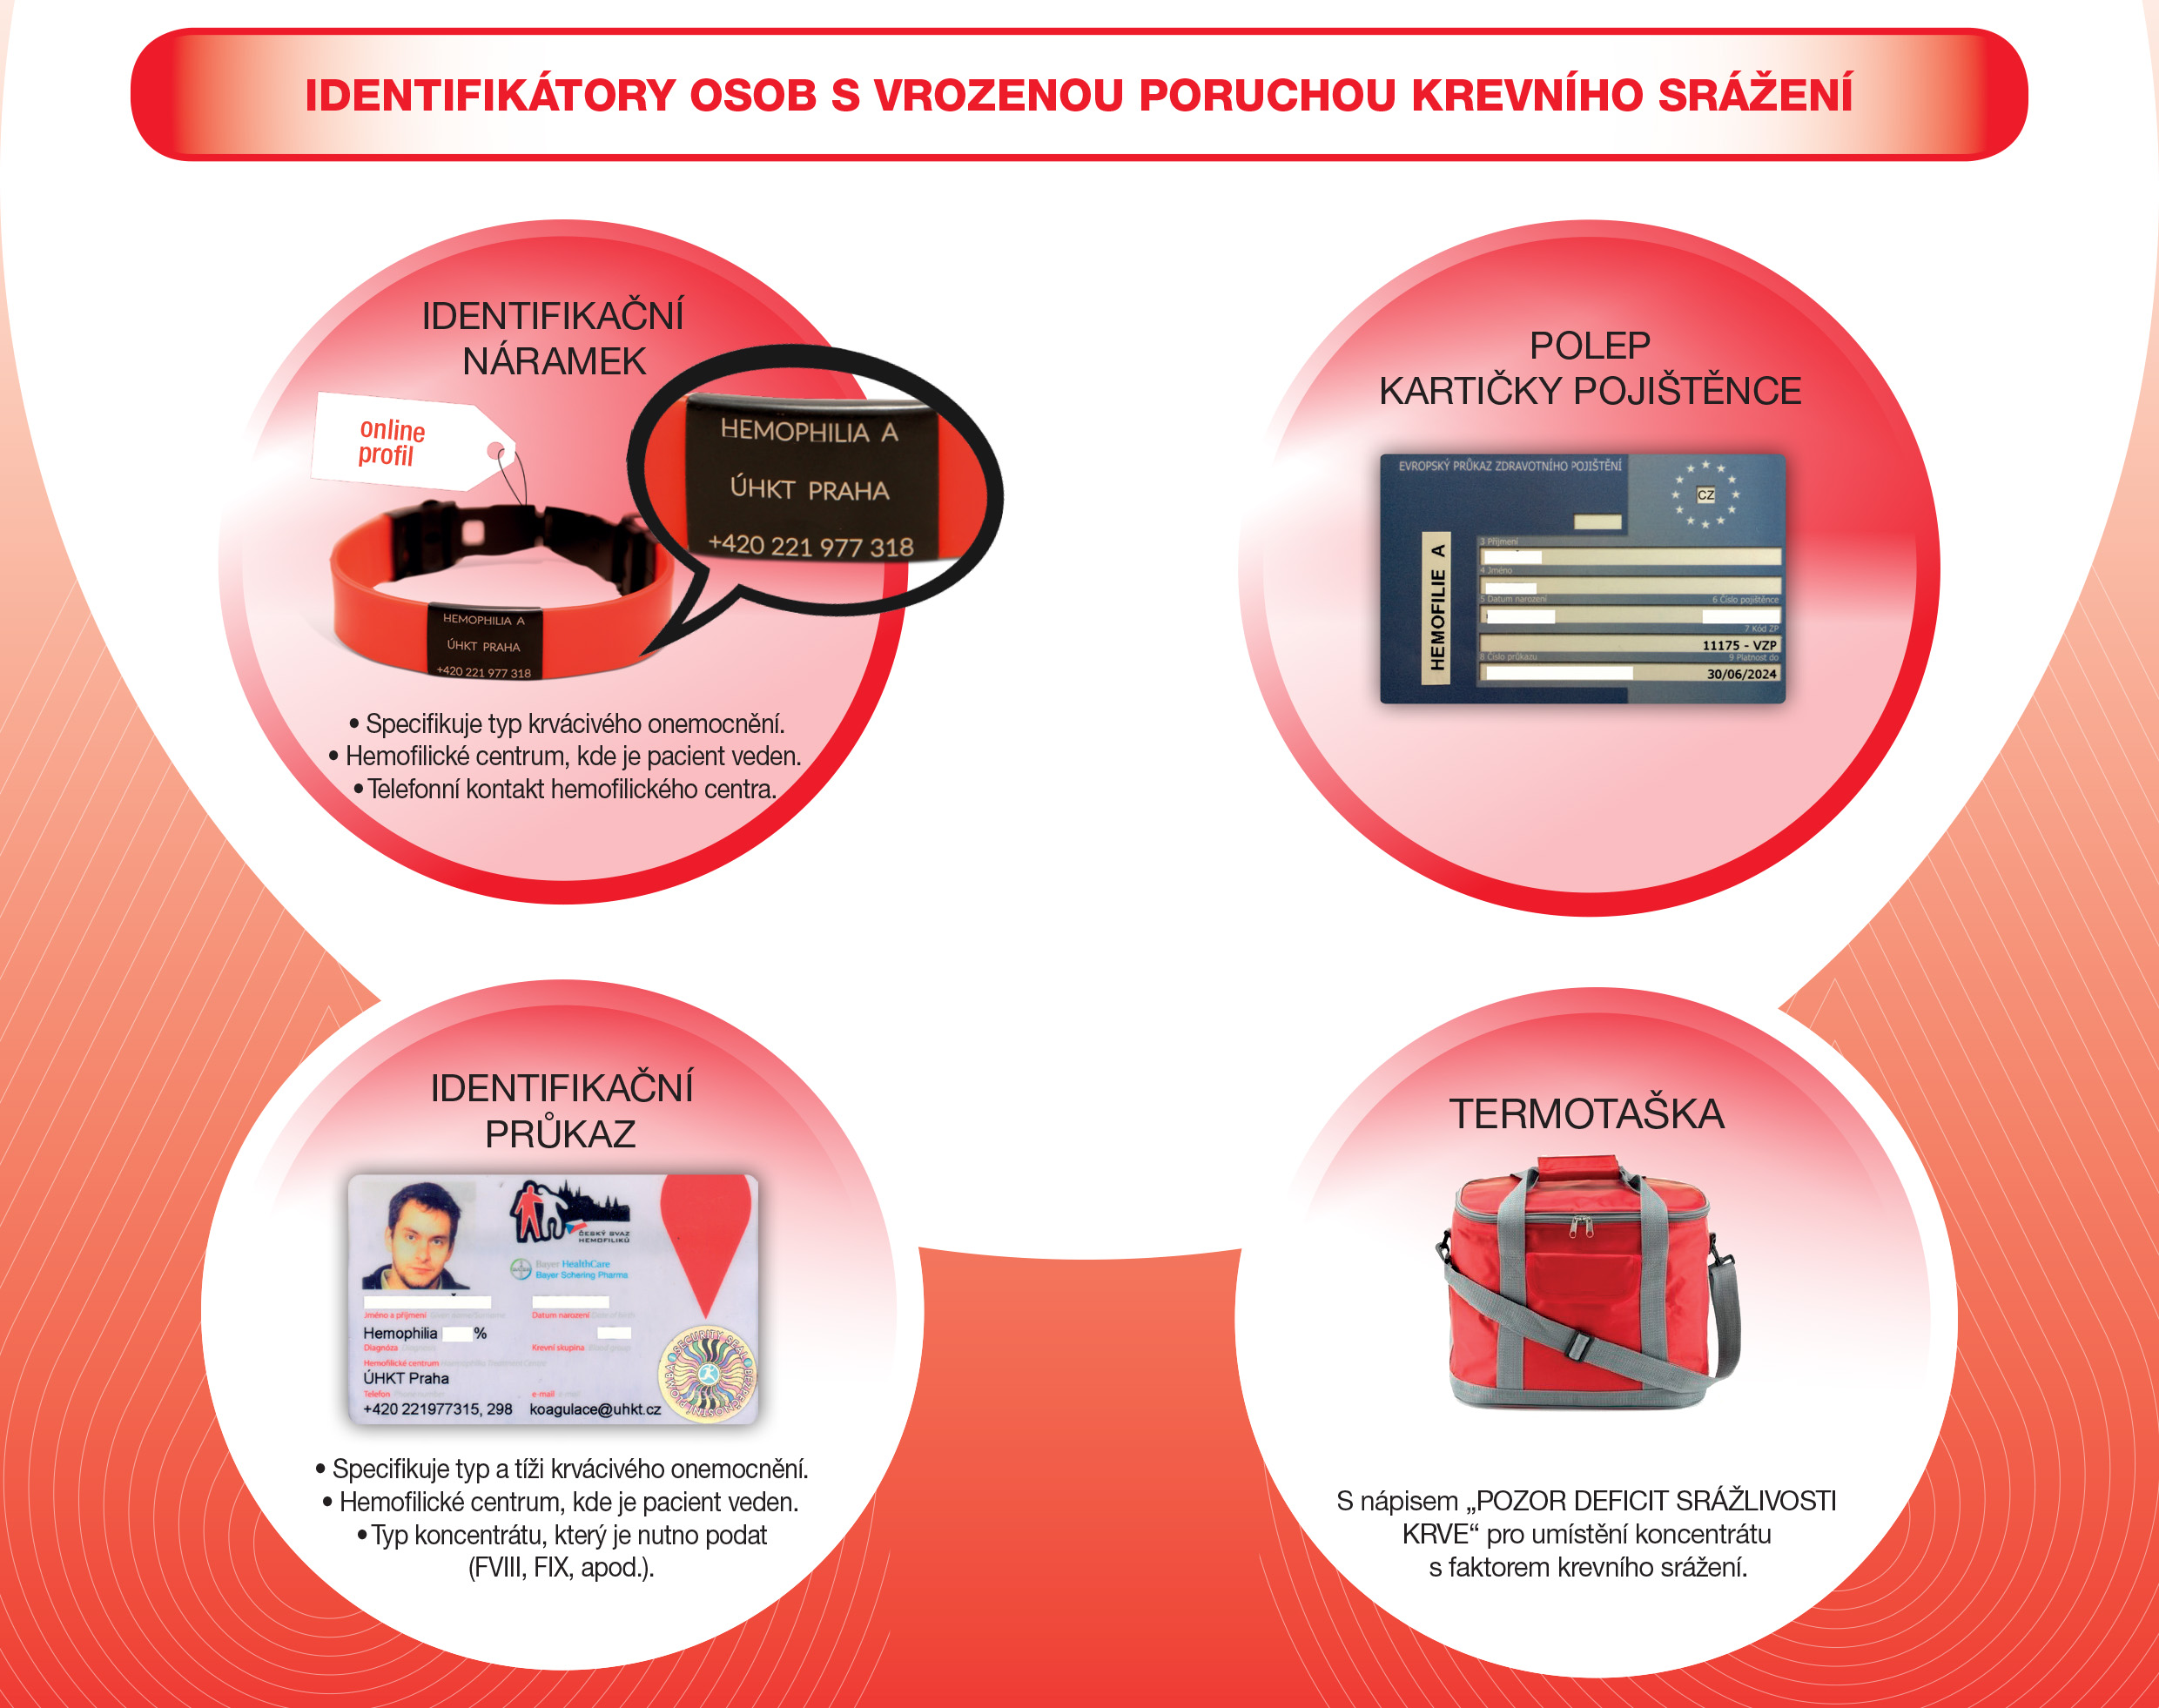 IDENTIFIKÁTORY OSOB S VROZENOU PORUCHOU KREVNÍHO SRÁŽENÍ
IDENTIFIKAČNÍ
NÁRAMEK
online
profil
HEMOPHILIA A
ÚHKT PRAHA
+420 221 977 318
HEMOPHILIA A
ÚHKT PRAHA
+420 221 977 318
• Specifikuje typ krvácivého onemocnění.
• Hemofilické centrum, kde je pacient veden.
• Telefonní kontakt hemofilického centra.
POLEP
KARTIČKY POJIŠTĚNCE
EVROPSKÝ PRŮKAZ ZDRAVOTNÍHO POJIŠTĚNÍ
CZ
HEMOFILIE A
3 Příjmení
4 Jméno
5 Datum narození 6 Číslo pojištěnce
7 Kód ZP
11175 - VZP
8 Číslo průkazu 9 Platnost do
30/06/2024
IDENTIFIKAČNÍ
PRŮKAZ
ČESKÝ SVAZ
HEMOFILIKŮ
Bayer HealthCare
Bayer Schering Pharma
Jméno a příjmení Datum narození
Hemophilia %
Diagnóza Krevní skupina
Hemofilické centrum
ÚHKT Praha
Telefon e-mail
+420 221977315, 298 koagulace@uhkt.cz
SECURITY SEAL
BEZPEČNOSTNÍ PLOMBA
• Specifikuje typ a tíži krvácivého onemocnění.
• Hemofilické centrum, kde je pacient veden.
• Typ koncentrátu, který je nutno podat
(FVIII, FIX, apod.).
TERMOTAŠKA
S nápisem „POZOR DEFICIT SRÁŽLIVOSTI
KRVE“ pro umístění koncentrátu
s faktorem krevního srážení.